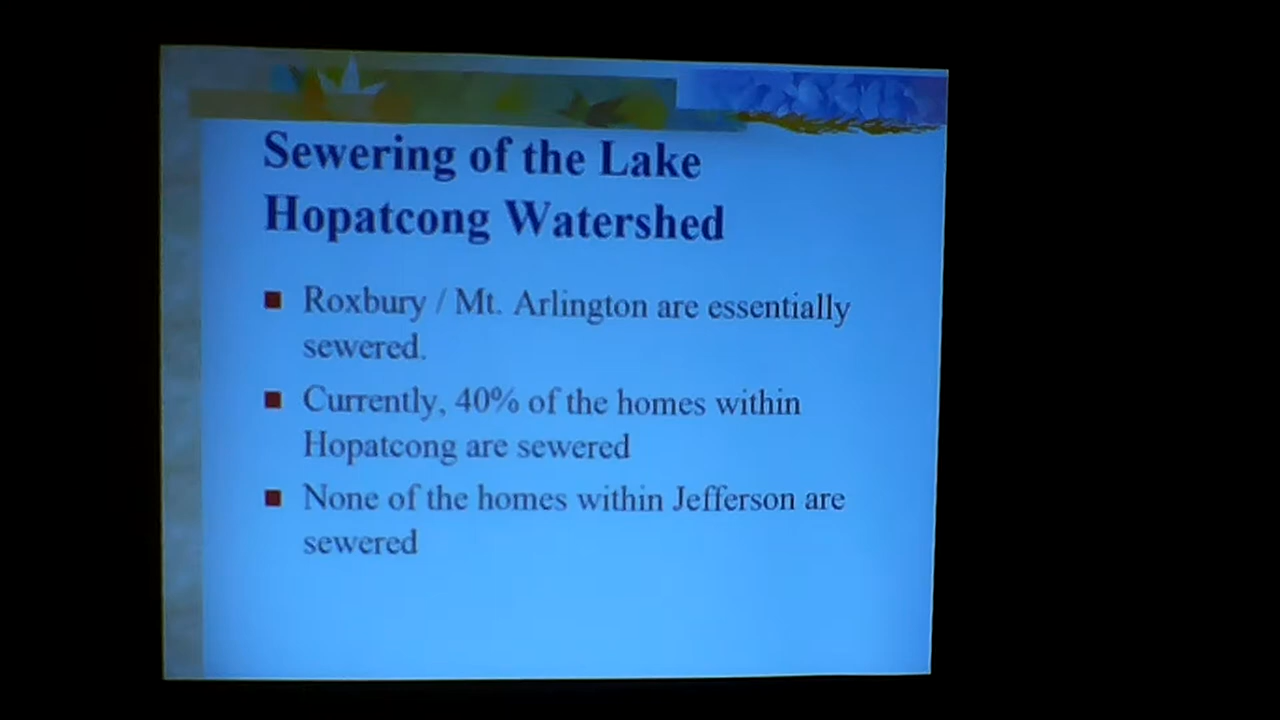 Sewering of the Lake
Hopatcong Watershed
Roxbury / Mt. Arlington are essentially
sewered.
Currently, 40% of the homes within
Hopatcong are sewered
None of the homes within Jefferson are
sewered